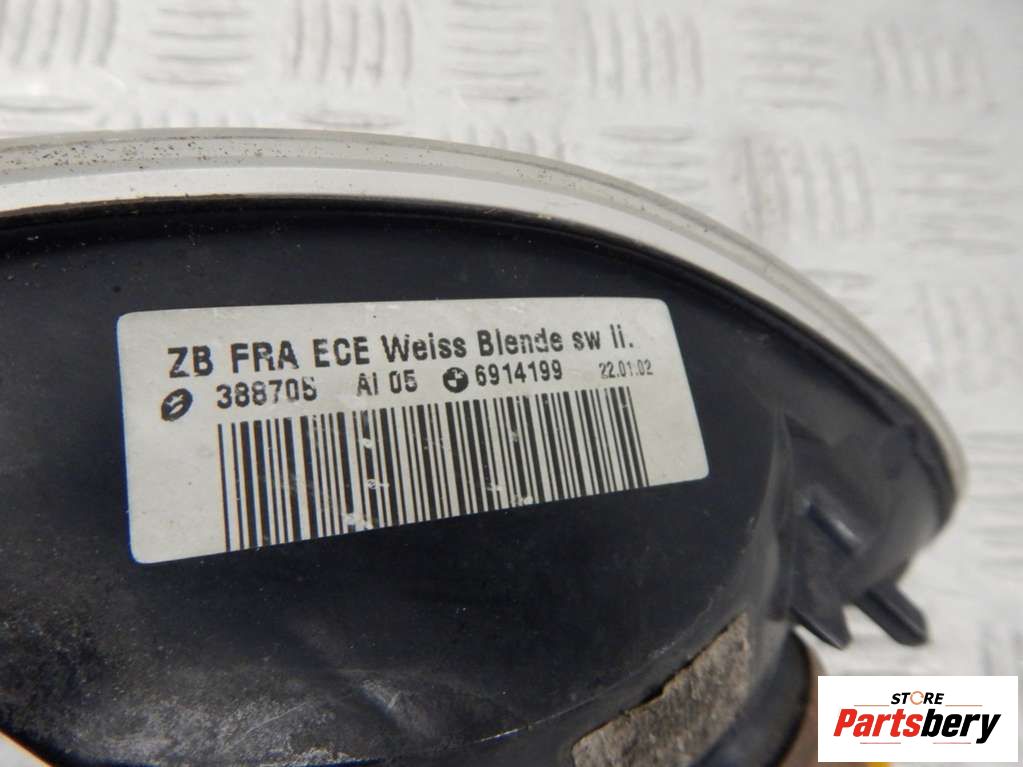 ZB FRA ECE Weiss Blende sw li.
388705 AI 05 6914199 22.01.02
STORE
Partsbery